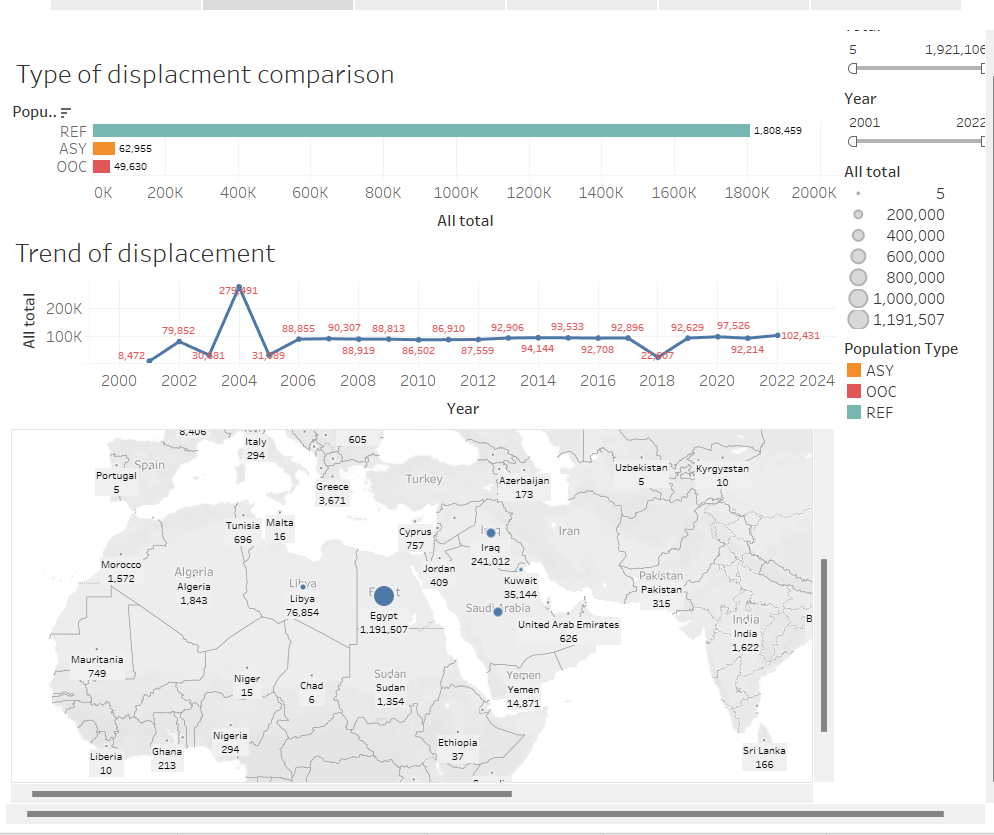 Type of displacment comparison
Popu..
REF 1,808,459
ASY 62,955
OOC 49,630
0K 200K 400K 600K 800K 1000K 1200K 1400K 1600K 1800K 2000K
All total
Trend of displacement
All total
200K
100K
8,472 79,852 279,491 88,855 88,919 90,307 88,813 86,502 86,910 87,559 92,906 94,144 93,533 92,708 92,896 92,629 97,526 92,214 102,431
2000 2002 2004 2006 2008 2010 2012 2014 2016 2018 2020 2022 2024
Year
8,406
Italy
294
605
Spain
Portugal
5
Greece
3,671
Turkey
Azerbaijan
173
Uzbekistan
5
Kyrgyzstan
10
Tunisia
696
Malta
16
Cyprus
757
Iraq
241,012
Iran
Morocco
1,572
Algeria
Algeria
1,843
Libya
Libya
76,854
Egypt
1,191,507
Jordan
409
Kuwait
35,144
Pakistan
Pakistan
315
Saudi Arabia
United Arab Emirates
626
India
India
1,622
B
Mauritania
749
Niger
15
Chad
6
Sudan
Sudan
1,354
Yemen
Yemen
14,871
Liberia
10
Ghana
213
Nigeria
294
Ethiopia
37
Sri Lanka
166
5 1,921,106
Year
2001 2022
All total
5
200,000
400,000
600,000
800,000
1,000,000
1,191,507
Population Type
ASY
OOC
REF